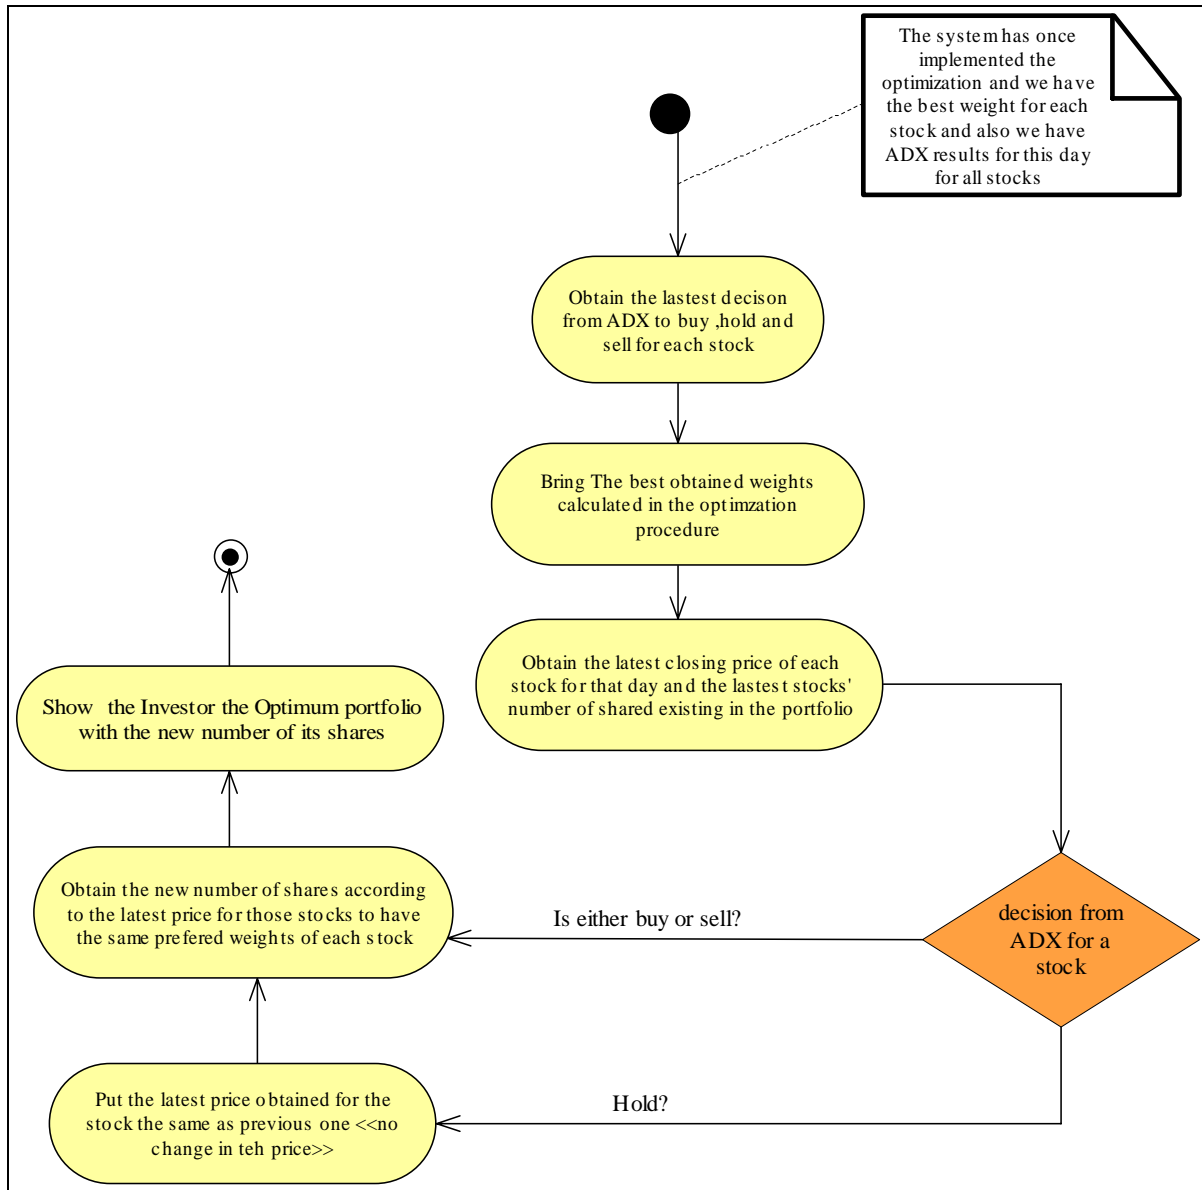 The system has once
implemented the
optimization and we have
the best weight for each
stock and also we have
ADX results for this day
for all stocks
Obtain the lastest decison
from ADX to buy ,hold and
sell for each stock
Bring The best obtained weights
calculated in the optimzation
procedure
Obtain the latest closing price of each
stock for that day and the lastest stocks'
number of shared existing in the portfolio
decision from
ADX for a
stock
Is either buy or sell?
Hold?
Put the latest price obtained for the
stock the same as previous one <<no
change in teh price>>
Obtain the new number of shares according
to the latest price for those stocks to have
the same prefered weights of each stock
Show the Investor the Optimum portfolio
with the new number of its shares